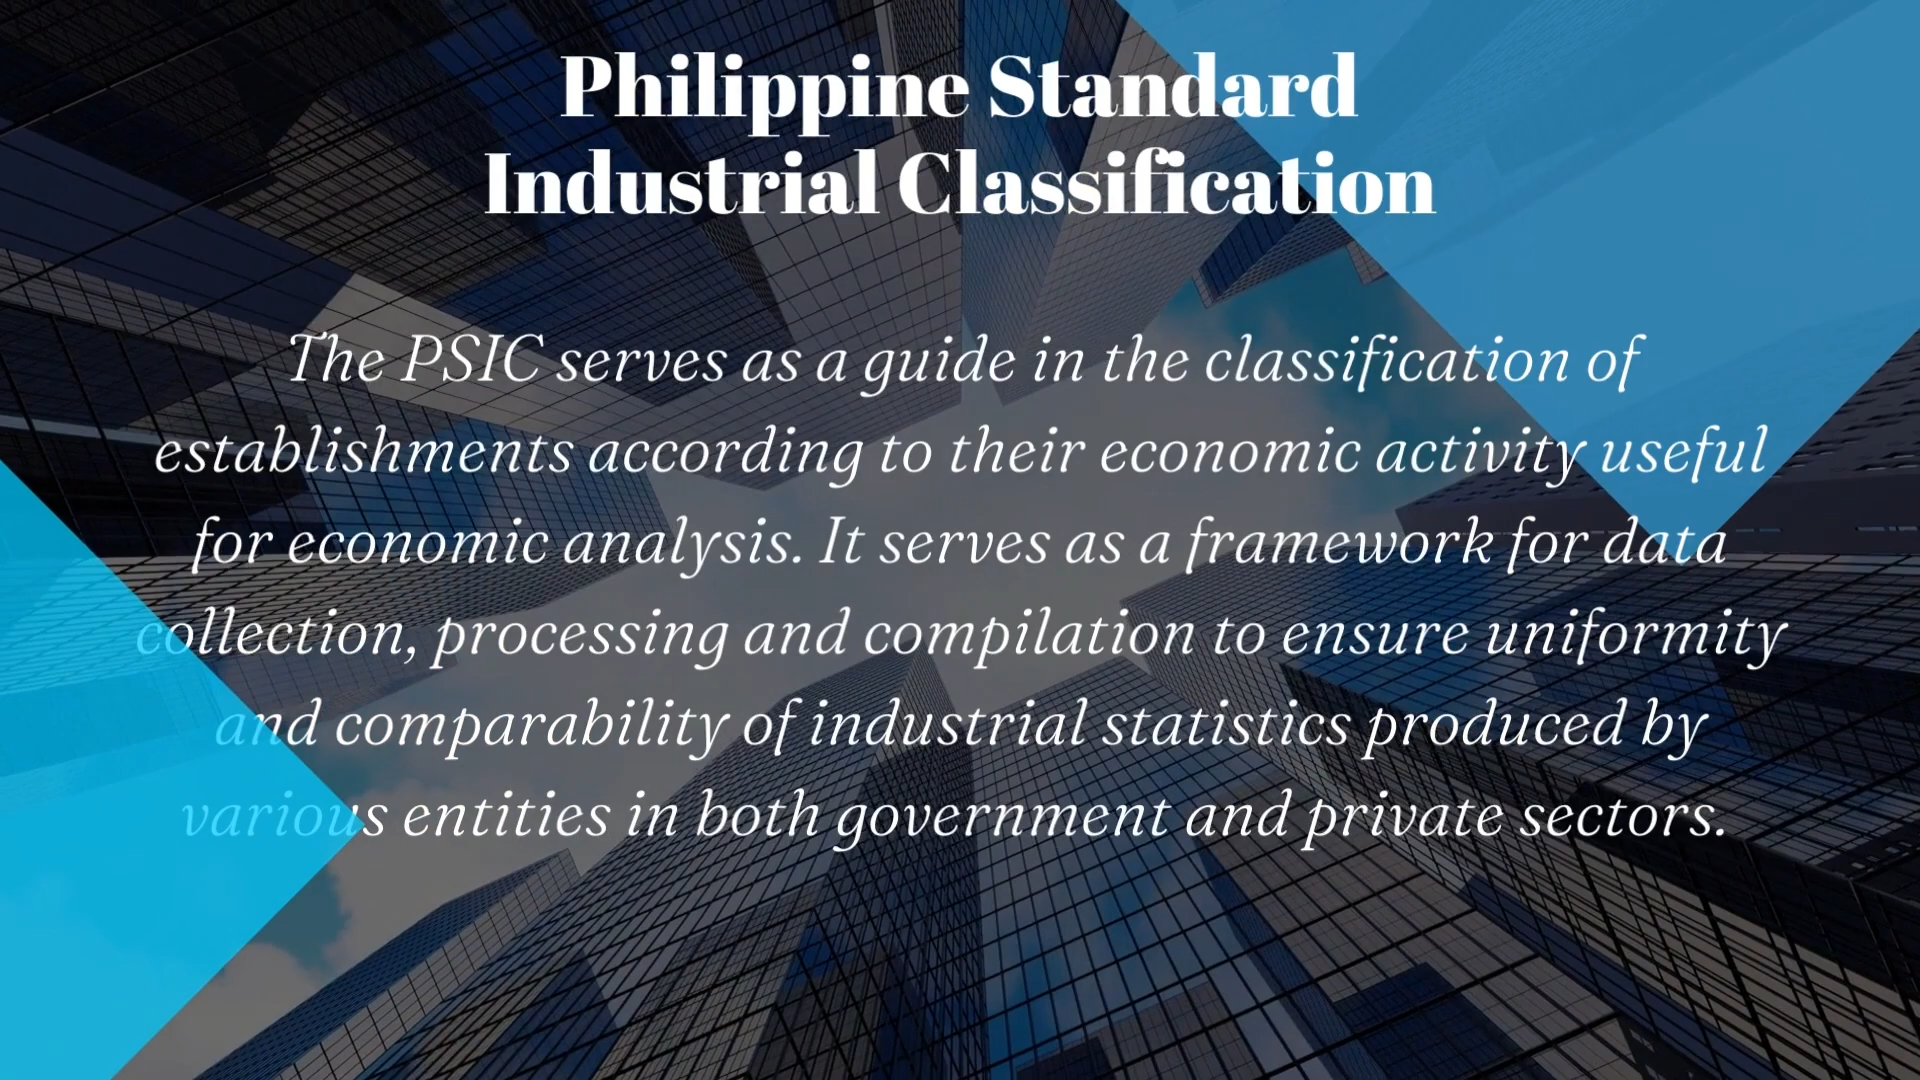 Philippine Standard
Industrial Classification
The PSIC serves as a guide in the classification of
establishments according to their economic activity useful
for economic analysis. It serves as a framework for data
collection, processing and compilation to ensure uniformity
and comparability of industrial statistics produced by
various entities in both government and private sectors.